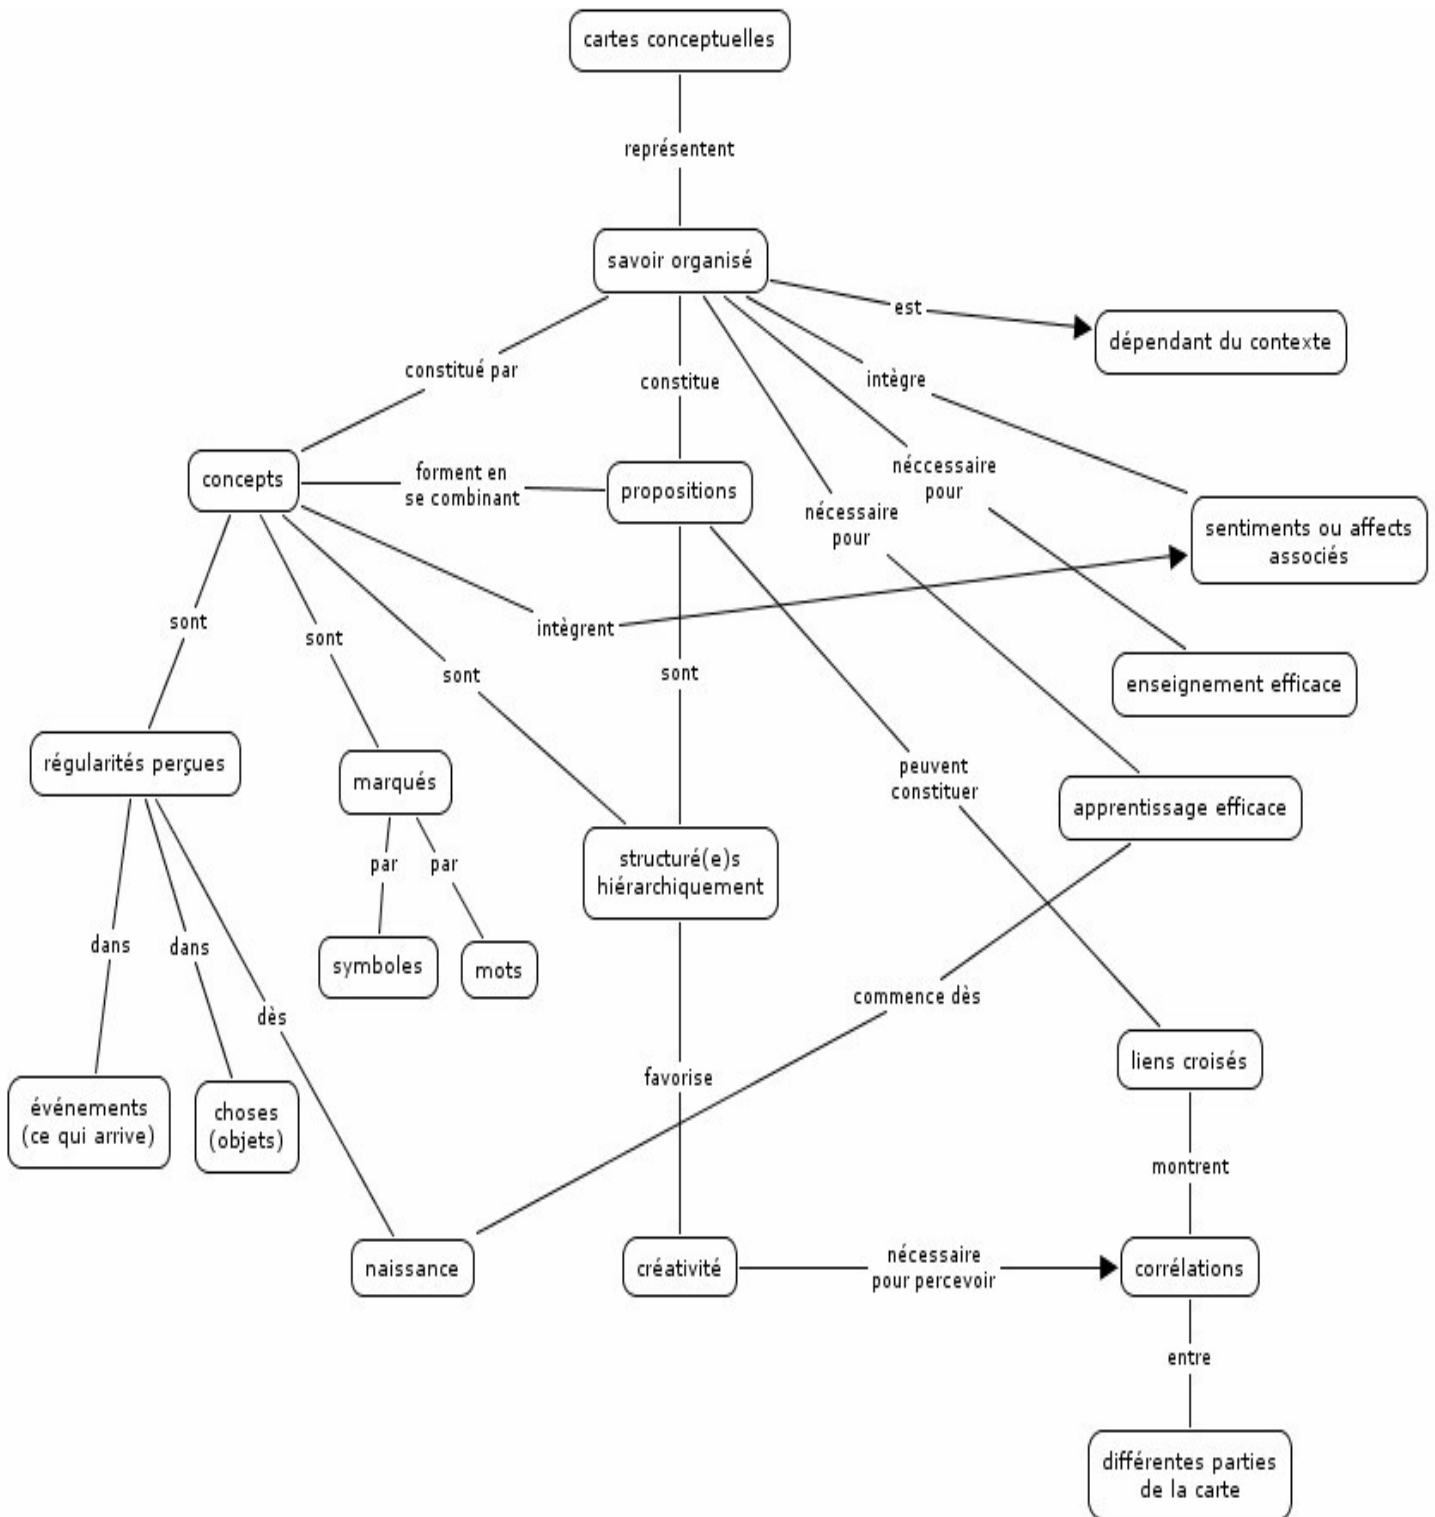 cartes conceptuelles
représentent
savoir organisé
est
dépendant du contexte
constitué par
constitue
intègre
concepts
forment en
se combinant
propositions
néccessaire
pour
nécessaire
pour
sentiments ou affects
associés
sont
sont
sont
intègrent
sont
enseignement efficace
régularités perçues
marqués
peuvent
constituer
apprentissage efficace
par
par
structuré(e)s
hiérarchiquement
dans
dans
symboles
mots
commence dès
dès
favorise
liens croisés
événements
(ce qui arrive)
choses
(objets)
montrent
naissance
créativité
nécessaire
pour percevoir
corrélations
entre
différentes parties
de la carte